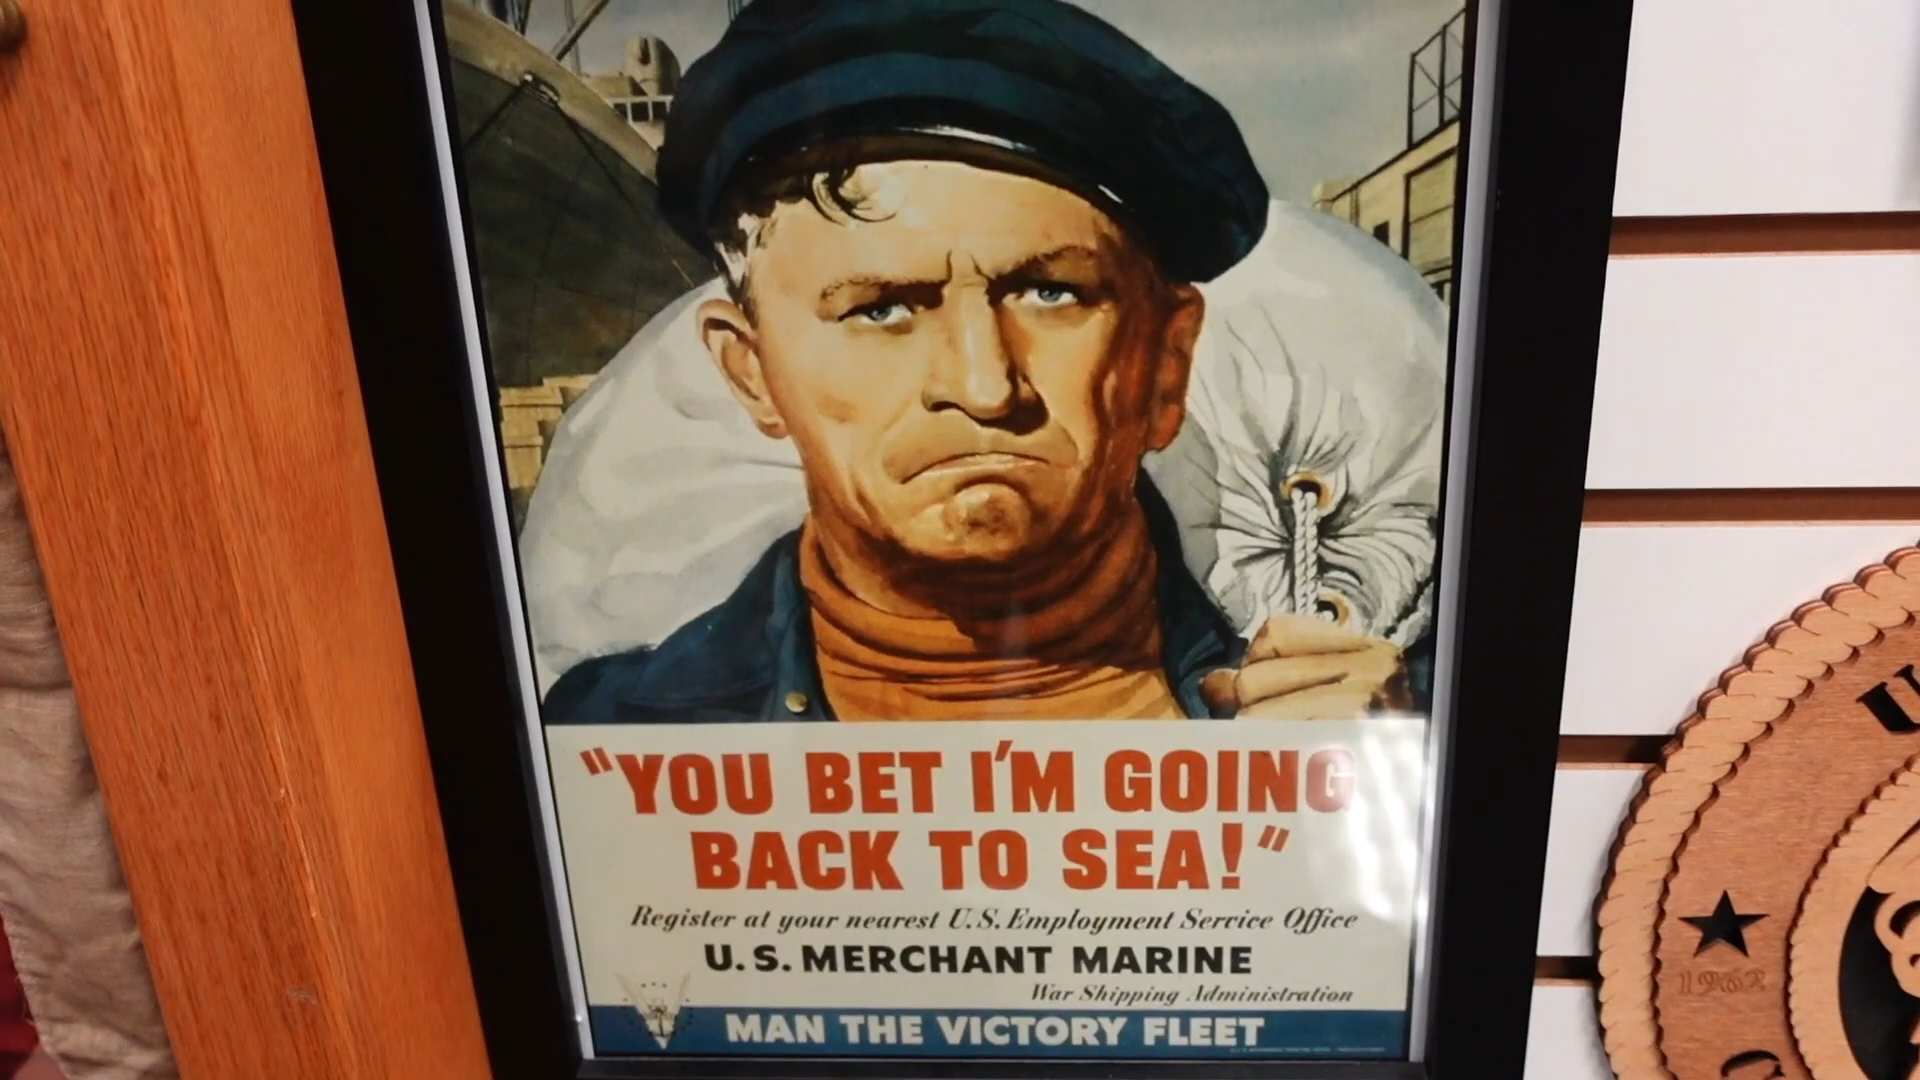 "YOU BET I'M GOING
BACK TO SEA!"
Register at your nearest U.S. Employment Service Office
U.S. MERCHANT MARINE
War Shipping Administration
MAN THE VICTORY FLEET
U
1962